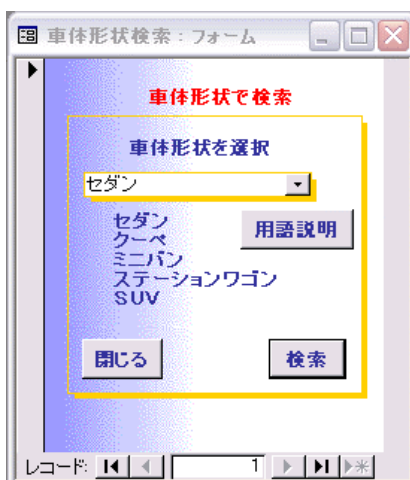 車体形状検索 : フォーム
車体形状で検索
車体形状を選択
セダン
セダン
用語説明
クーペ
ミニバン
ステーションワゴン
SUV
閉じる
検索
レコード: 1